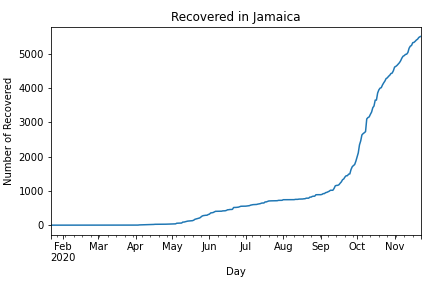 Recovered in Jamaica
Number of Recovered
5000
4000
3000
2000
1000
0
Feb Mar Apr May Jun Jul Aug Sep Oct Nov
2020
Day